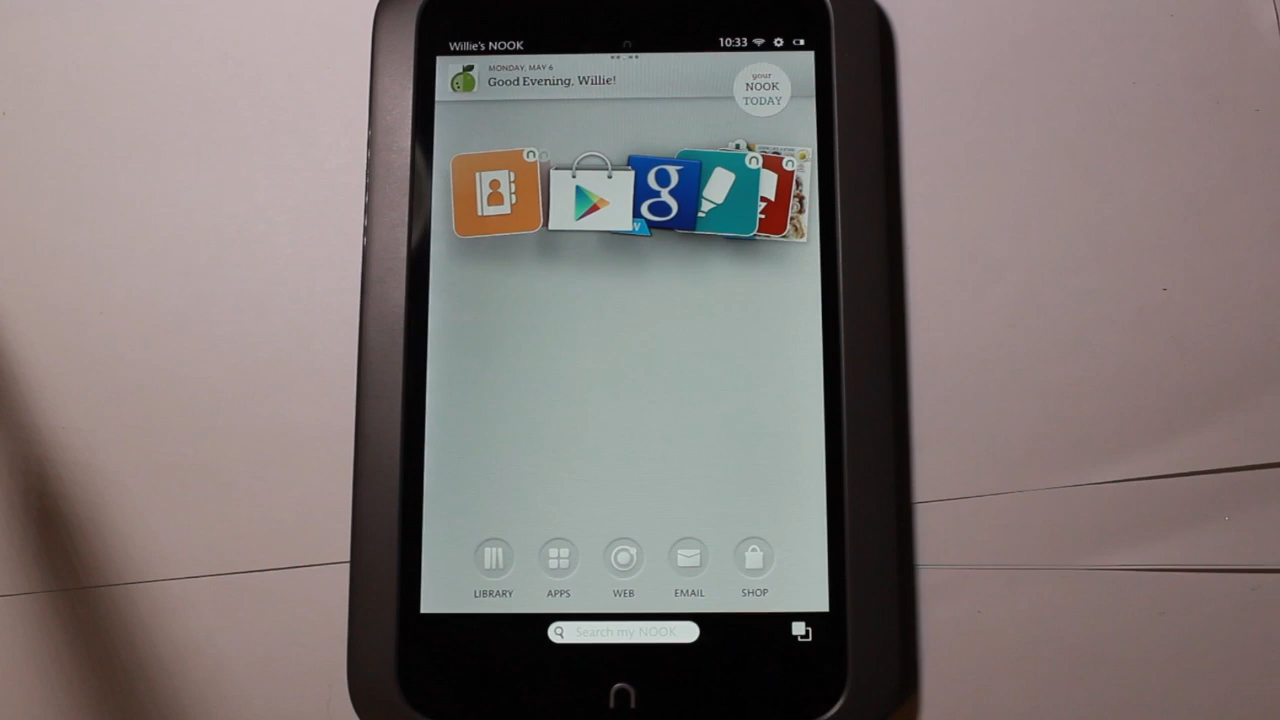 Willie's NOOK
10:33
MONDAY, MAY 6
Good Evening, Willie!
your
NOOK
TODAY
g
LIBRARY
APPS
WEB
EMAIL
SHOP
Search my NOOK